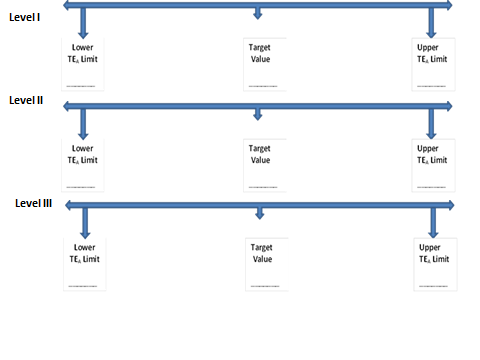 Level I
Lower
TEA Limit
Target
Value
Upper
TEA Limit
Level II
Lower
TEA Limit
Target
Value
Upper
TEA Limit
Level III
Lower
TEA Limit
Target
Value
Upper
TEA Limit